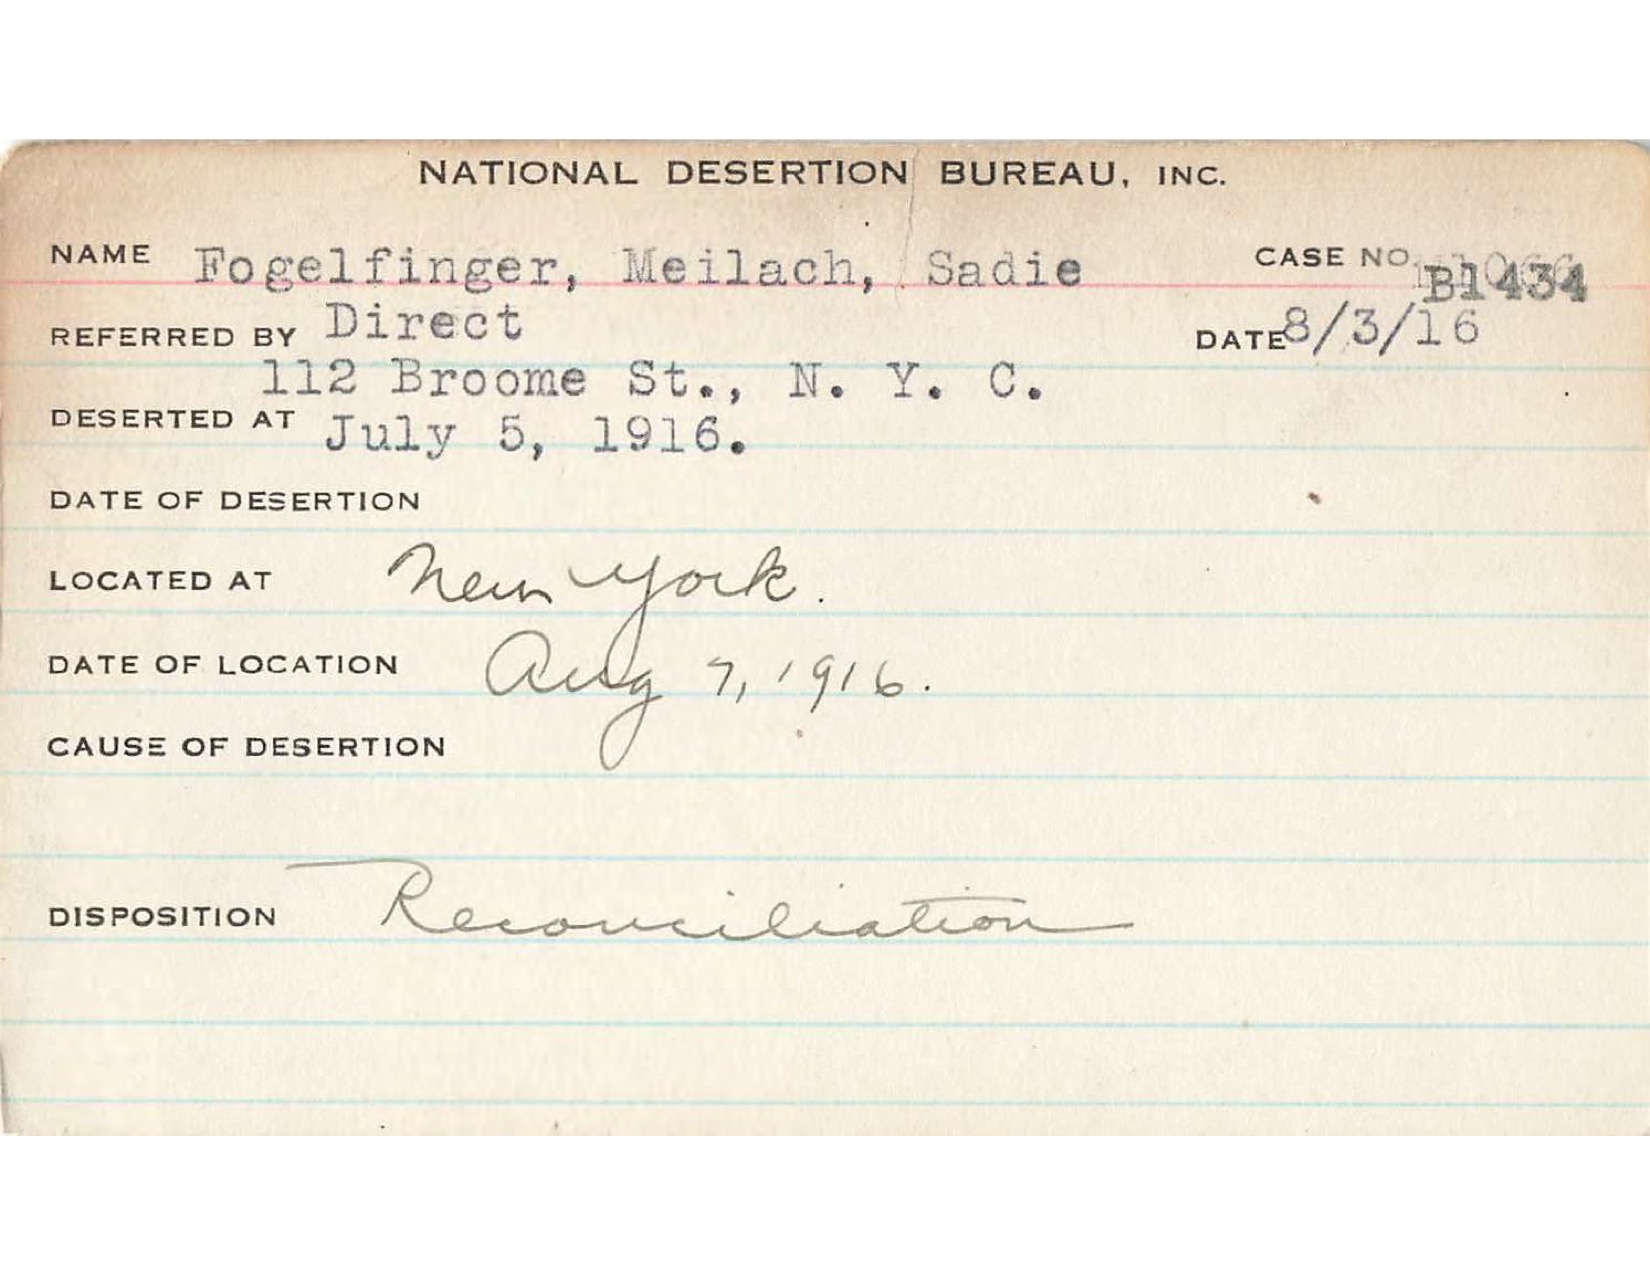 NATIONAL DESERTION BUREAU, INC.
NAME Fogelfinger, Meilach, Sadie CASE NO. B1434
REFERRED BY Direct DATE 8/3/16
112 Broome St., N. Y. C.
DESERTED AT July 5, 1916.
DATE OF DESERTION
LOCATED AT New York.
DATE OF LOCATION Aug 7, 1916.
CAUSE OF DESERTION
DISPOSITION Reconciliation